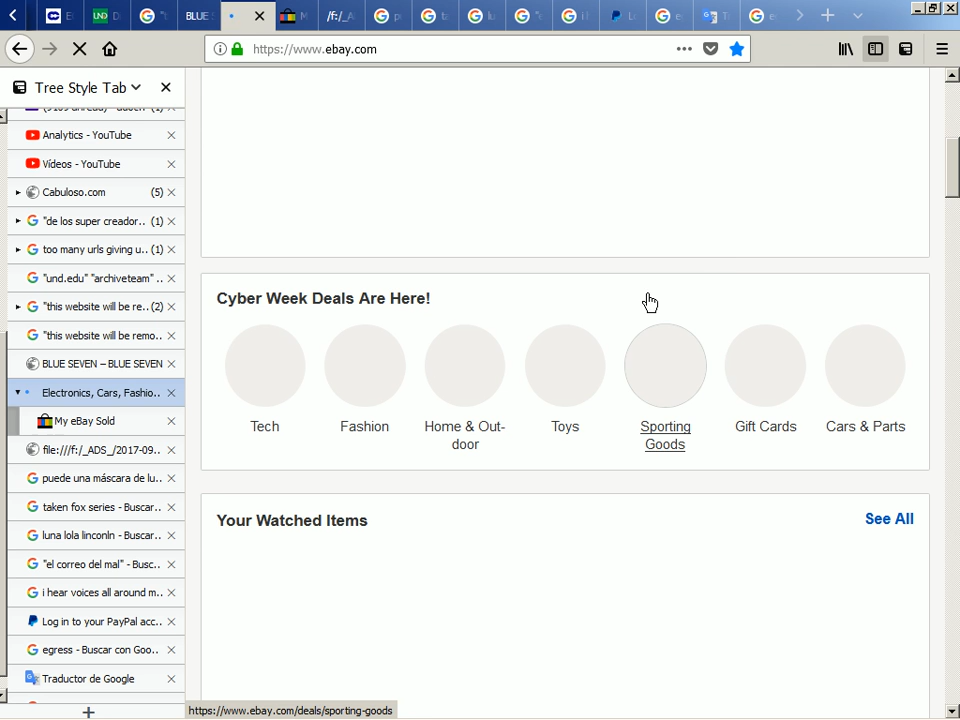 BLUE S
/f:/_A
https://www.ebay.com
Tree Style Tab
Analytics - YouTube
Vídeos - YouTube
Cabuloso.com (5)
"de los super creador.. (1)
too many urls giving u.. (1)
"und.edu" "archiveteam" ..
"this website will be re.. (2)
"this website will be remo..
BLUE SEVEN – BLUE SEVEN
Electronics, Cars, Fashio..
My eBay Sold
file:///f:/_ADS_/2017-09..
puede una máscara de lu..
taken fox series - Buscar..
luna lola linconln - Buscar..
"el correo del mal" - Busc..
i hear voices all around m..
Log in to your PayPal acc..
egress - Buscar con Goo..
Traductor de Google
Cyber Week Deals Are Here!
Tech
Fashion
Home & Out-
door
Toys
Sporting
Goods
Gift Cards
Cars & Parts
Your Watched Items
See All
https://www.ebay.com/deals/sporting-goods